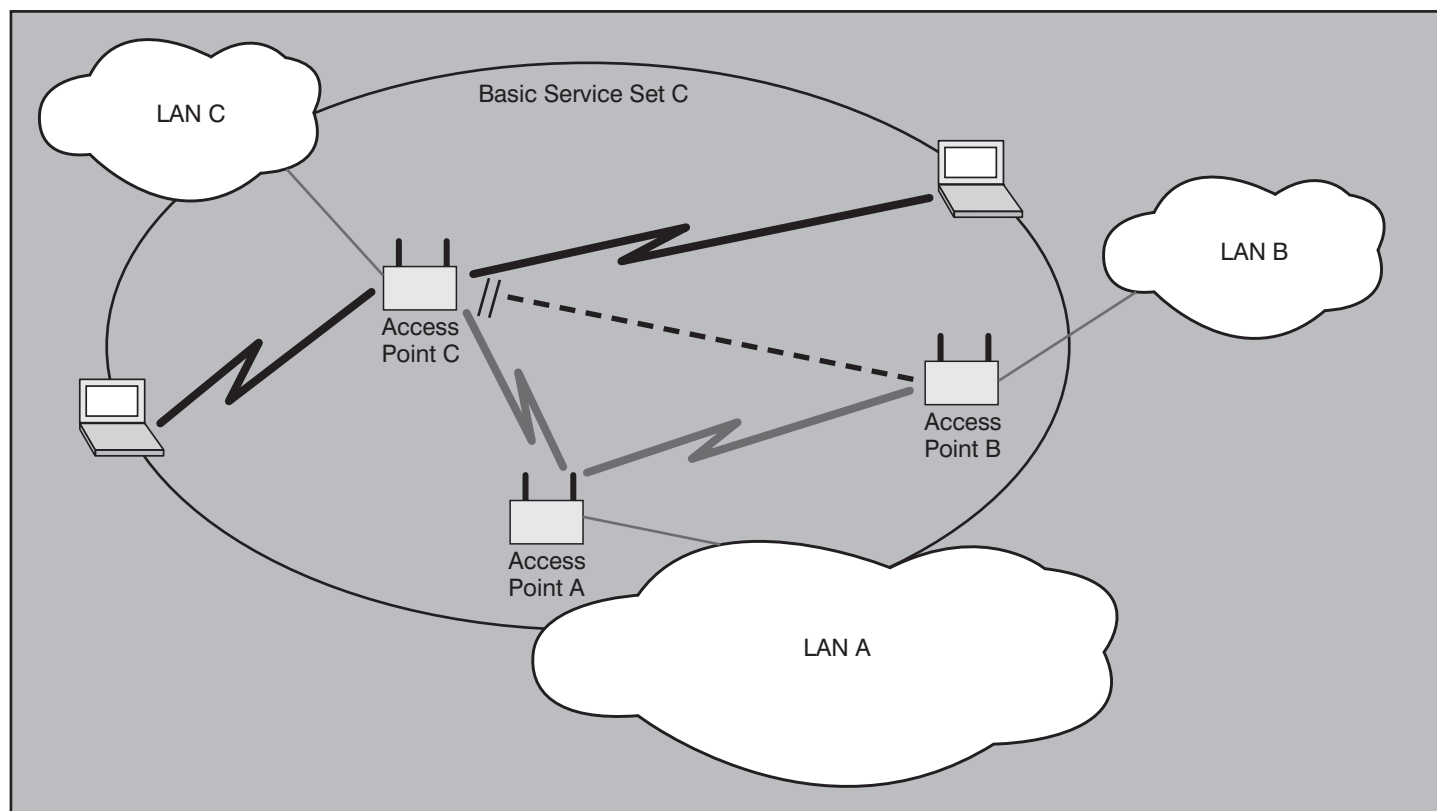 Basic Service Set C
LAN C
LAN B
Access
Point C
Access
Point B
Access
Point A
LAN A